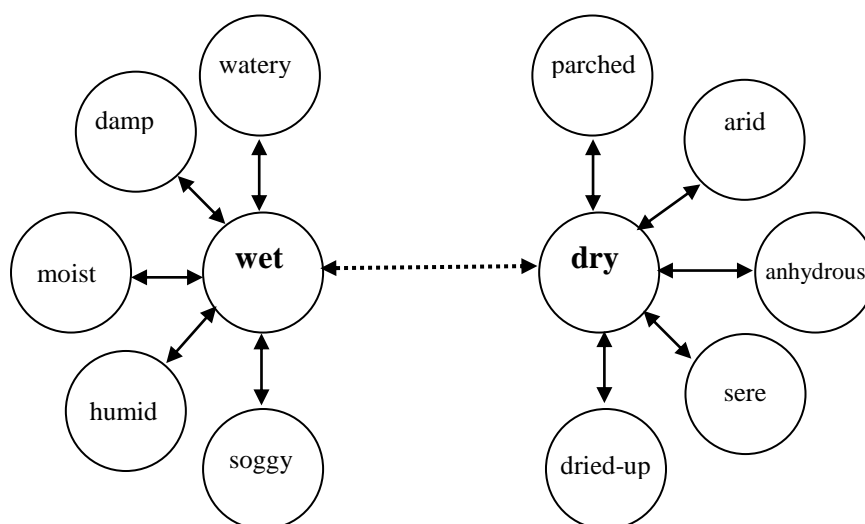 watery
parched
damp
arid
wet
dry
moist
anhydrous
humid
sere
soggy
dried-up